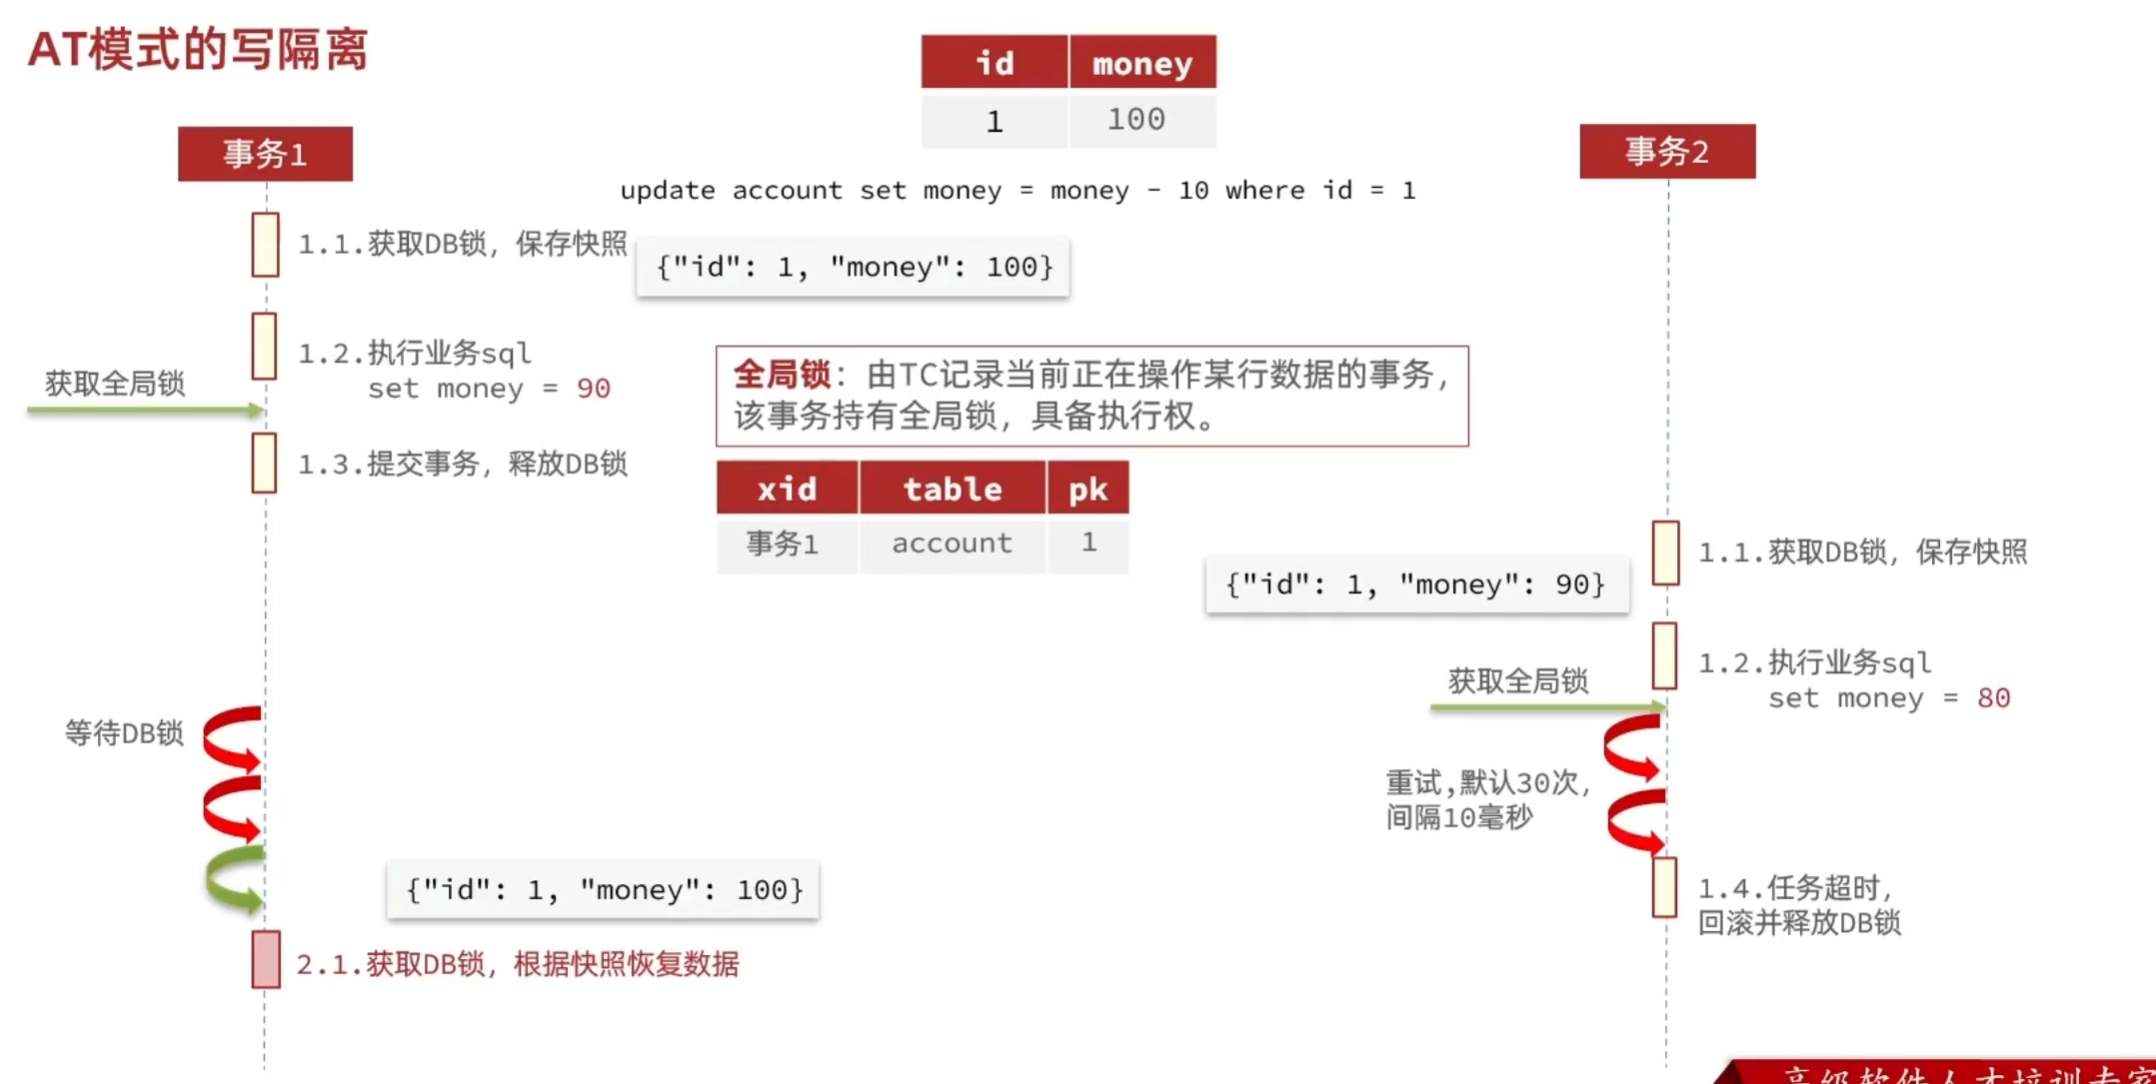 AT模式的写隔离
id money
1 100
事务1
事务2
update account set money = money - 10 where id = 1
1.1.获取DB锁，保存快照
{"id": 1, "money": 100}
1.2.执行业务sql
set money = 90
获取全局锁
全局锁：由TC记录当前正在操作某行数据的事务，
该事务持有全局锁，具备执行权。
1.3.提交事务，释放DB锁
xid table pk
事务1 account 1
1.1.获取DB锁，保存快照
{"id": 1, "money": 90}
1.2.执行业务sql
set money = 80
获取全局锁
等待DB锁
重试,默认30次，
间隔10毫秒
{"id": 1, "money": 100}
1.4.任务超时，
回滚并释放DB锁
2.1.获取DB锁，根据快照恢复数据
高级软件人才培训专家